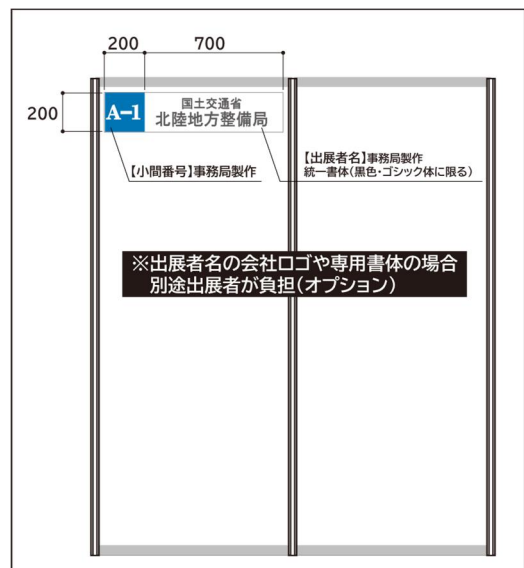 200 700
200
A-1
国土交通省
北陸地方整備局
【小間番号】事務局製作
【出展者名】事務局製作
統一書体(黒色・ゴシック体に限る)
※出展者名の会社ロゴや専用書体の場合
別途出展者が負担(オプション)